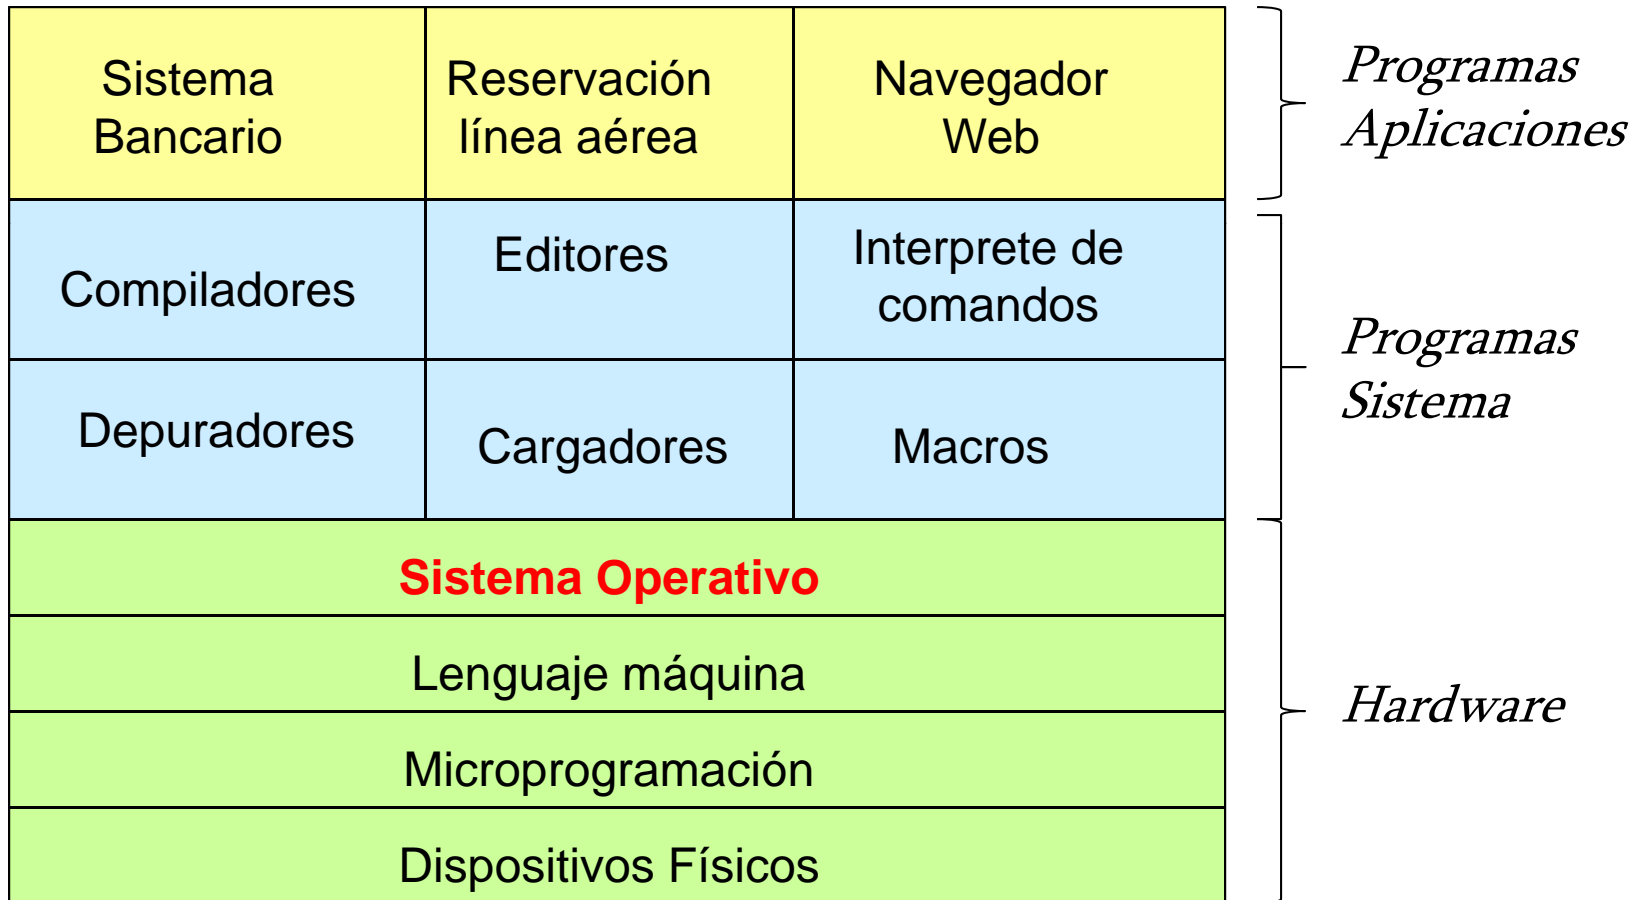 Sistema
Bancario
Reservación
línea aérea
Navegador
Web
Programas
Aplicaciones
Compiladores
Editores
Interprete de
comandos
Programas
Sistema
Depuradores
Cargadores
Macros
Sistema Operativo
Lenguaje máquina
Hardware
Microprogramación
Dispositivos Físicos